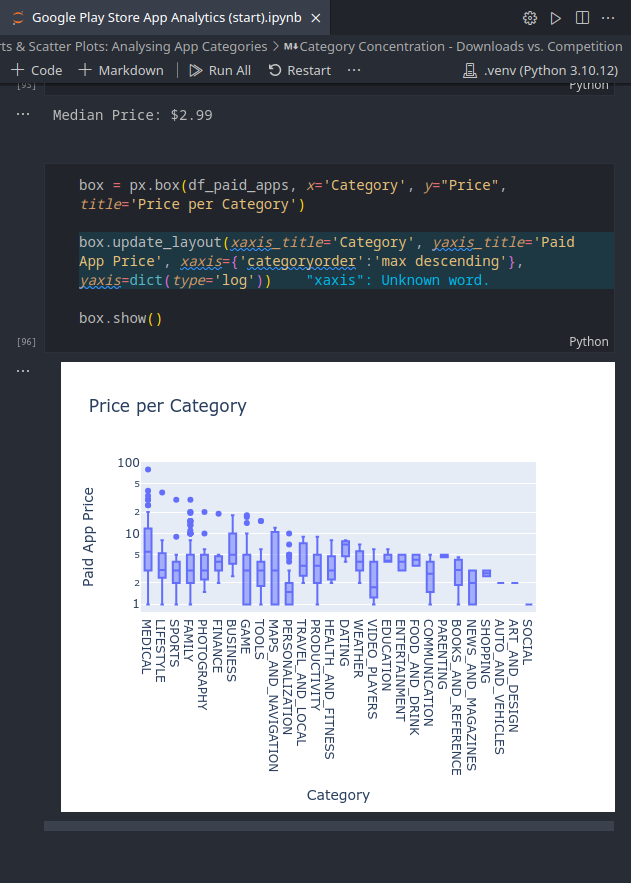 Google Play Store App Analytics (start).ipynb
rts & Scatter Plots: Analysing App Categories > M Category Concentration - Downloads vs. Competition
+ Code + Markdown | Run All Restart ...
.venv (Python 3.10.12)
[95]
Python
... Median Price: $2.99
box = px.box(df_paid_apps, x='Category', y="Price",
title='Price per Category')
box.update_layout(xaxis_title='Category', yaxis_title='Paid
App Price', xaxis={'categoryorder':'max descending'},
yaxis=dict(type='log')) "xaxis": Unknown word.
box.show()
[96]
Python
...
Price per Category
Paid App Price
100
5
2
10
5
2
1
MEDICAL
LIFESTYLE
SPORTS
FAMILY
PHOTOGRAPHY
FINANCE
BUSINESS
GAME
TOOLS
MAPS_AND_NAVIGATION
PERSONALIZATION
TRAVEL_AND_LOCAL
PRODUCTIVITY
HEALTH_AND_FITNESS
DATING
WEATHER
VIDEO_PLAYERS
EDUCATION
ENTERTAINMENT
FOOD_AND_DRINK
COMMUNICATION
PARENTING
BOOKS_AND_REFERENCE
NEWS_AND_MAGAZINES
SHOPPING
AUTO_AND_VEHICLES
ART_AND_DESIGN
SOCIAL
Category